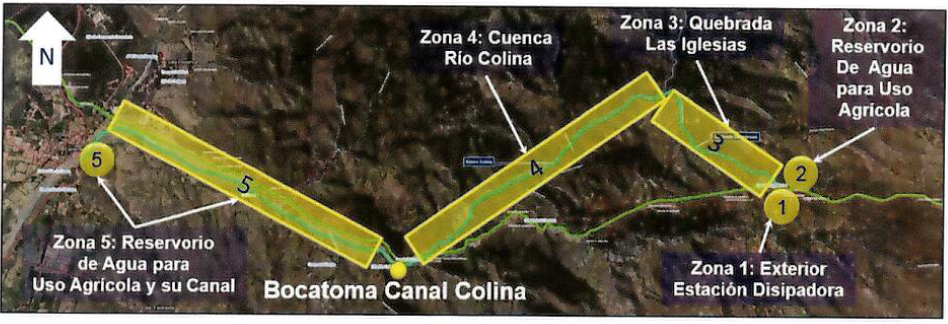 N
Zona 4: Cuenca
Río Colina
Zona 3: Quebrada
Las Iglesias
Zona 2:
Reservorio
De Agua
para Uso
Agrícola
5
5
4
3
2
1
Zona 5: Reservorio
de Agua para
Uso Agrícola y su Canal
Bocatoma Canal Colina
Zona 1: Exterior
Estación Disipadora